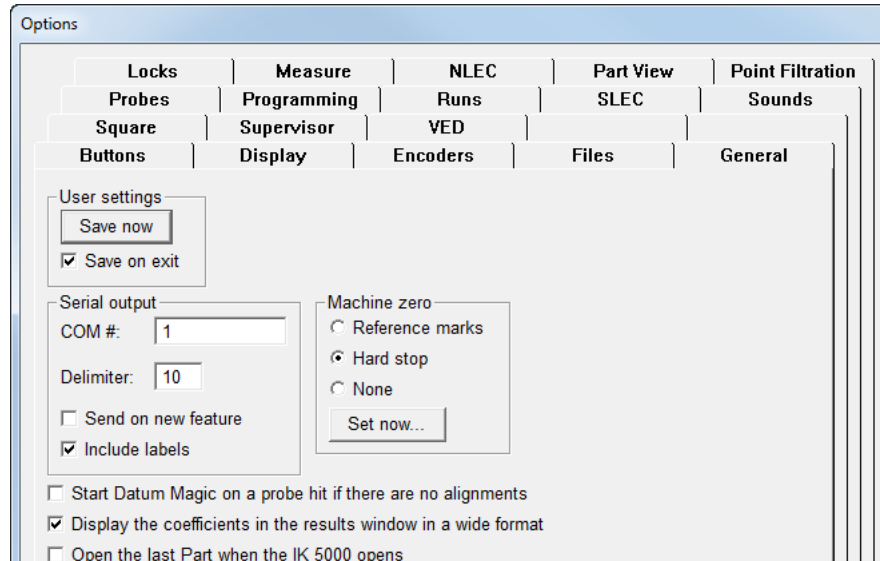 Options
Locks Measure NLEC Part View Point Filtration
Probes Programming Runs SLEC Sounds
Square Supervisor VED
Buttons Display Encoders Files General
User settings
Save now
Save on exit
Serial output
COM #: 1
Delimiter: 10
Send on new feature
Include labels
Machine zero
Reference marks
Hard stop
None
Set now...
Start Datum Magic on a probe hit if there are no alignments
Display the coefficients in the results window in a wide format
Open the last Part when the IK 5000 opens